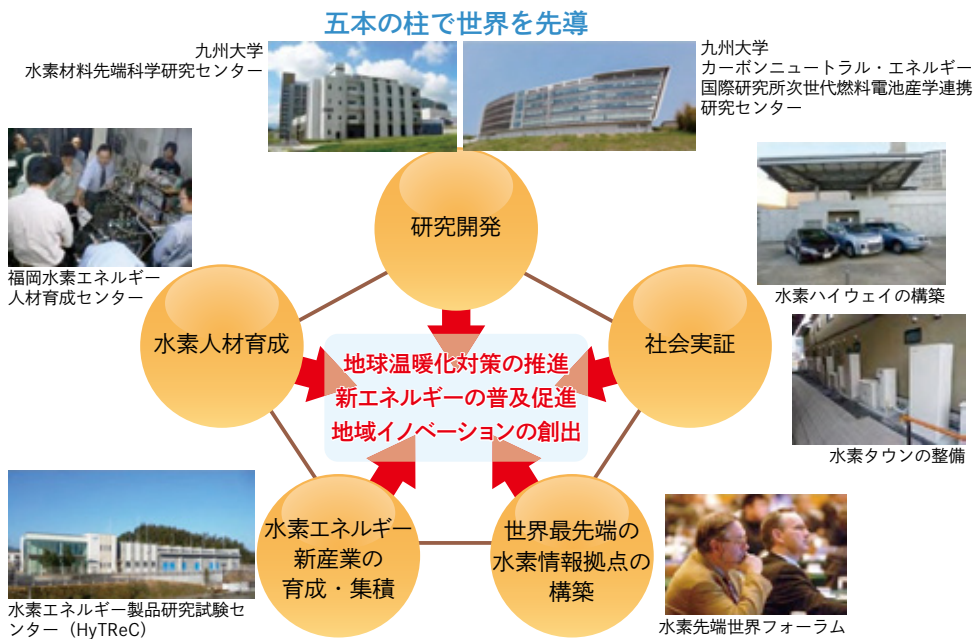 五本の柱で世界を先導
九州大学
水素材料先端科学研究センター
九州大学
カーボンニュートラル・エネルギー
国際研究所次世代燃料電池産学連携
研究センター
研究開発
福岡水素エネルギー
人材育成センター
水素ハイウェイの構築
水素人材育成
社会実証
地球温暖化対策の推進
新エネルギーの普及促進
地域イノベーションの創出
水素タウンの整備
水素エネルギー
新産業の
育成・集積
世界最先端の
水素情報拠点の
構築
水素エネルギー製品研究試験セ
ンター（HyTReC）
水素先端世界フォーラム